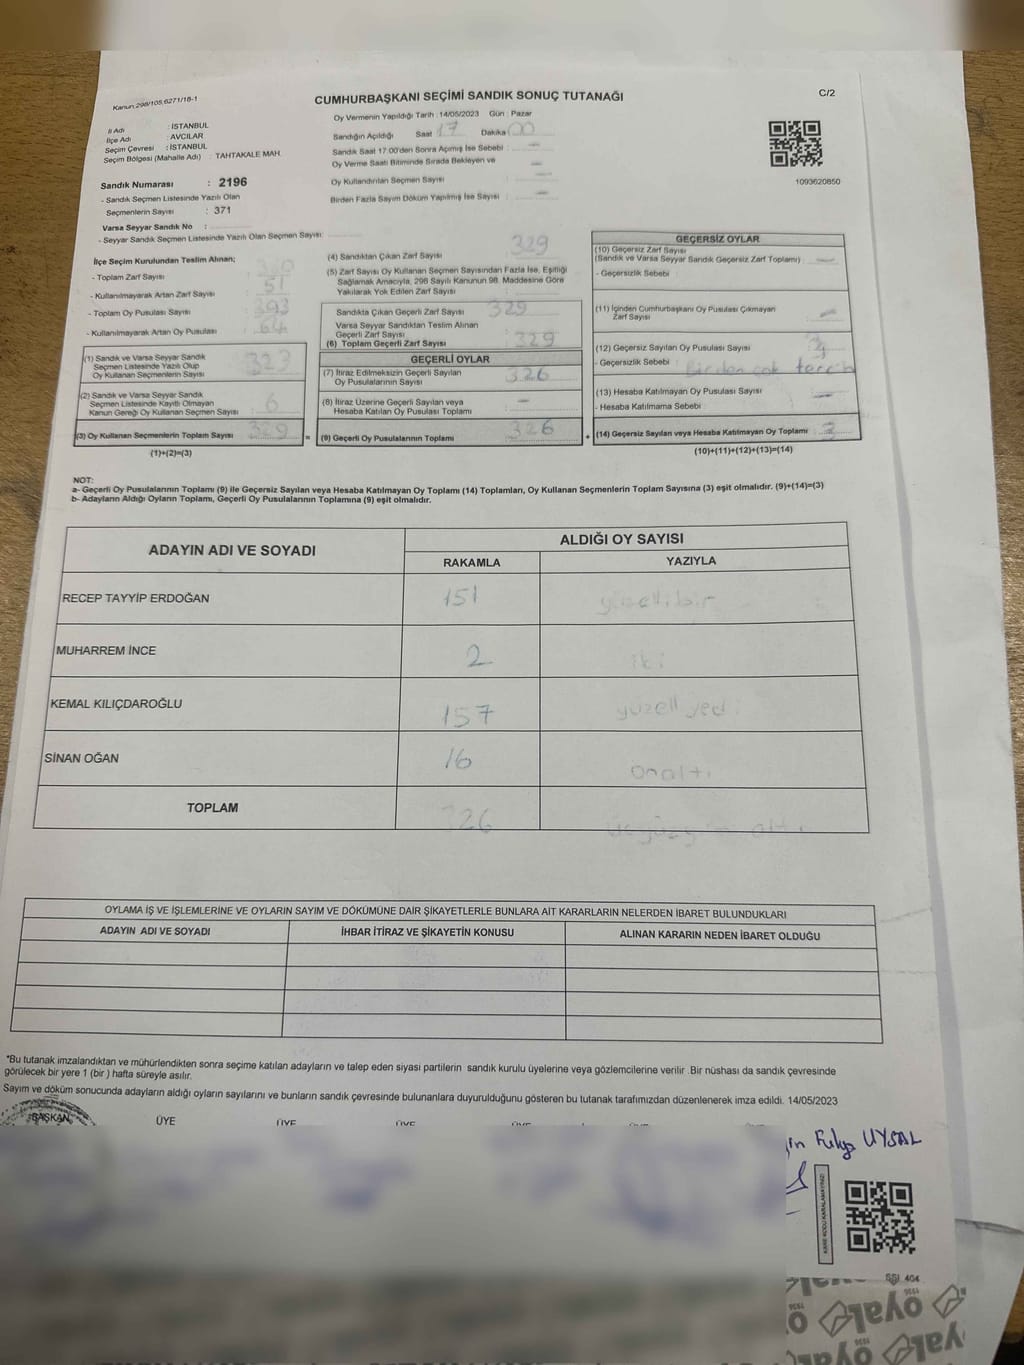 Kanun 298/105,6271/18-1
CUMHURBAŞKANI SEÇİMİ SANDIK SONUÇ TUTANAĞI
C/2
İl Adı : İSTANBUL
İlçe Adı : AVCILAR
Seçim Çevresi : İSTANBUL
Seçim Bölgesi (Mahalle Adı) : TAHTAKALE MAH.
Oy Vermenin Yapıldığı Tarih : 14/05/2023 Gün : Pazar
Sandığın Açıldığı Saat 17 Dakika 00
Sandık Saat 17:00'den Sonra Açımış İse Sebebi : —
Oy Verme Saati Bitiminde Sırada Bekleyen ve —
Oy Kullandırılan Seçmen Sayısı : —
Birden Fazla Sayım Döküm Yapılmış İse Sayısı : —
1093620850
Sandık Numarası : 2196
- Sandık Seçmen Listesinde Yazılı Olan
Seçmenlerin Sayısı : 371
Varsa Seyyar Sandık No :
- Seyyar Sandık Seçmen Listesinde Yazılı Olan Seçmen Sayısı:
İlçe Seçim Kurulundan Teslim Alınan;
- Toplam Zarf Sayısı
- Kullanılmayarak Artan Zarf Sayısı 51
- Toplam Oy Pusulası Sayısı 393
- Kullanılmayarak Artan Oy Pusulası 64
(1) Sandık ve Varsa Seyyar Sandık
Seçmen Listesinde Yazılı Olup
Oy Kullanan Seçmenlerin Sayısı : 323
(2) Sandık ve Varsa Seyyar Sandık
Seçmen Listesinde Kayıtlı Olmayan
Kanun Gereği Oy Kullanan Seçmen Sayısı : 6
(3) Oy Kullanan Seçmenlerin Toplam Sayısı : 329
(1)+(2)=(3)
(4) Sandıktan Çıkan Zarf Sayısı : 329
(5) Zarf Sayısı Oy Kullanan Seçmen Sayısından Fazla İse, Eşitliği
Sağlamak Amacıyla, 298 Sayılı Kanunun 98. Maddesine Göre
Yakılarak Yok Edilen Zarf Sayısı :
Sandıkta Çıkan Geçerli Zarf Sayısı : 329
Varsa Seyyar Sandıktan Teslim Alınan
Geçerli Zarf Sayısı :
(6) Toplam Geçerli Zarf Sayısı : 329
GEÇERLİ OYLAR
(7) İtiraz Edilmeksizin Geçerli Sayılan
Oy Pusulalarının Sayısı : 326
(8) İtiraz Üzerine Geçerli Sayılan veya
Hesaba Katılan Oy Pusulası Toplamı : —
= (9) Geçerli Oy Pusulalarının Toplamı : 326
GEÇERSİZ OYLAR
(10) Geçersiz Zarf Sayısı
(Sandık ve Varsa Seyyar Sandık Geçersiz Zarf Toplamı) : —
- Geçersizlik Sebebi :
(11) İçinden Cumhurbaşkanı Oy Pusulası Çıkmayan
Zarf Sayısı : —
(12) Geçersiz Sayılan Oy Pusulası Sayısı : 3
- Geçersizlik Sebebi : Birden çok tercih
(13) Hesaba Katılmayan Oy Pusulası Sayısı : —
- Hesaba Katılmama Sebebi :
+ (14) Geçersiz Sayılan veya Hesaba Katılmayan Oy Toplamı : 3
(10)+(11)+(12)+(13)=(14)
NOT:
a- Geçerli Oy Pusulalarının Toplamı (9) ile Geçersiz Sayılan veya Hesaba Katılmayan Oy Toplamı (14) Toplamları, Oy Kullanan Seçmenlerin Toplam Sayısına (3) eşit olmalıdır. (9)+(14)=(3)
b- Adayların Aldığı Oyların Toplamı, Geçerli Oy Pusulalarının Toplamına (9) eşit olmalıdır.
ADAYIN ADI VE SOYADI
ALDIĞI OY SAYISI
RAKAMLA YAZIYLA
RECEP TAYYİP ERDOĞAN 151 yüzellibir
MUHARREM İNCE 2 iki
KEMAL KILIÇDAROĞLU 157 yüzelliyedi
SİNAN OĞAN 16 onaltı
TOPLAM 326 altı
OYLAMA İŞ VE İŞLEMLERİNE VE OYLARIN SAYIM VE DÖKÜMÜNE DAİR ŞİKAYETLERLE BUNLARA AİT KARARLARIN NELERDEN İBARET BULUNDUKLARI
ADAYIN ADI VE SOYADI İHBAR İTİRAZ VE ŞİKAYETİN KONUSU ALINAN KARARIN NEDEN İBARET OLDUĞU
*Bu tutanak imzalandıktan ve mühürlendikten sonra seçime katılan adayların ve talep eden siyasi partilerin sandık kurulu üyelerine veya gözlemcilerine verilir .Bir nüshası da sandık çevresinde
görülecek bir yere 1 (bir ) hafta süreyle asılır.
Sayım ve döküm sonucunda adayların aldığı oyların sayılarını ve bunların sandık çevresinde bulunanlara duyurulduğunu gösteren bu tutanak tarafımızdan düzenlenerek imza edildi. 14/05/2023
BAŞKAN ÜYE ÜYE ÜYE ÜYE ÜYE
UYSAL
KARE KODU KARALAMAYINIZ!
oyal